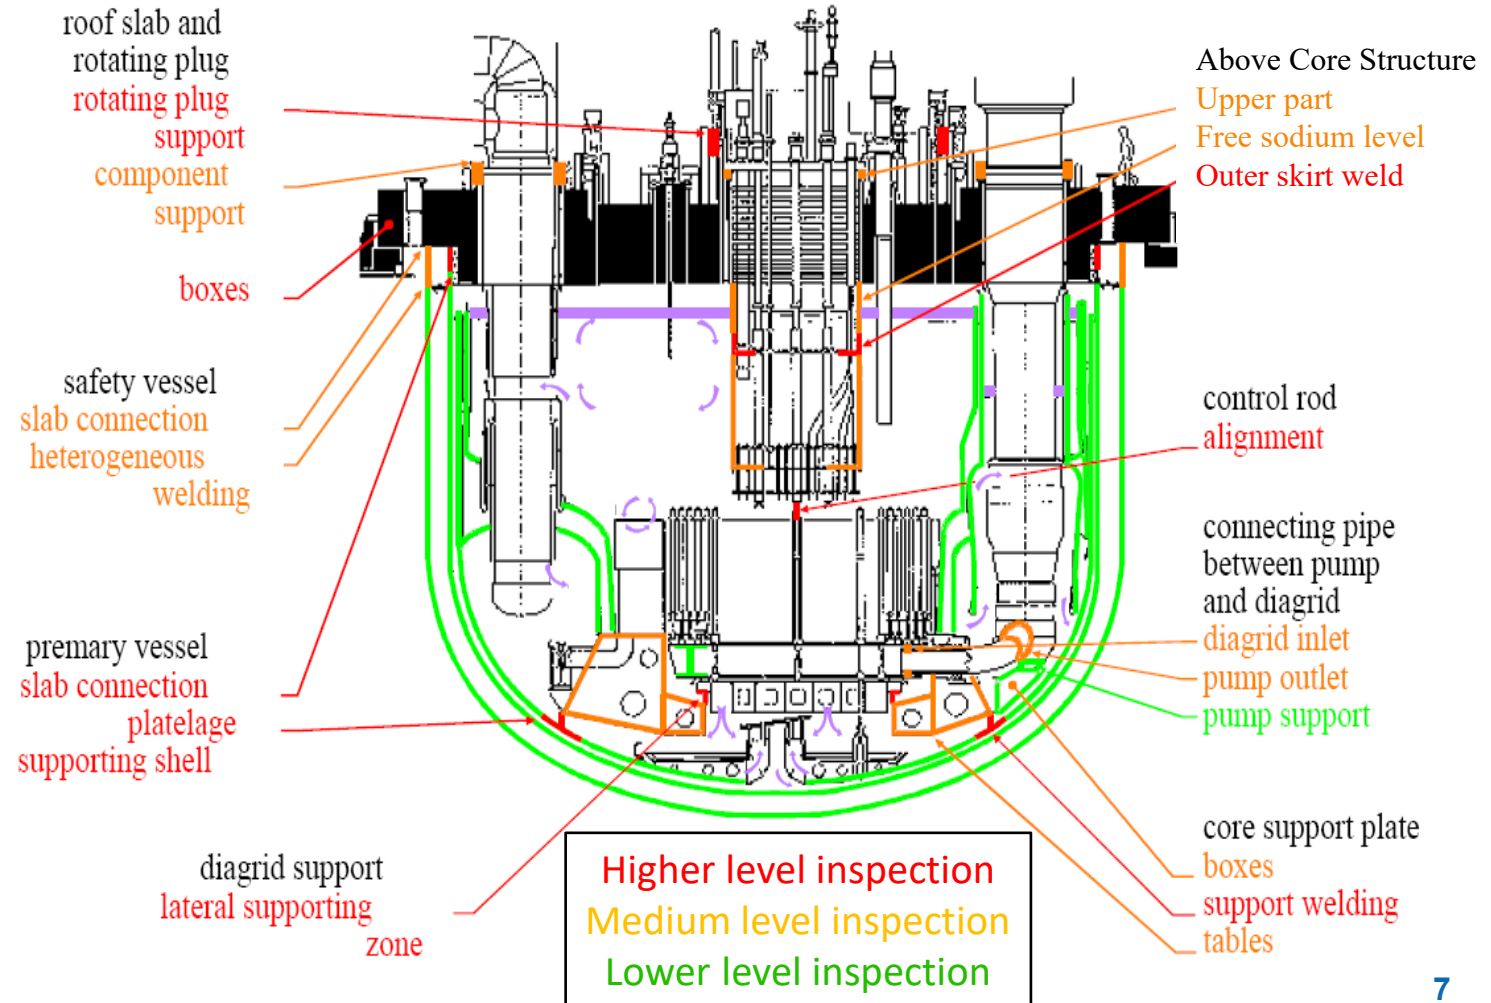 roof slab and
rotating plug
rotating plug
support
component
support
boxes
safety vessel
slab connection
heterogeneous
welding
premary vessel
slab connection
platelage
supporting shell
diagrid support
lateral supporting
zone
Above Core Structure
Upper part
Free sodium level
Outer skirt weld
control rod
alignment
connecting pipe
between pump
and diagrid
diagrid inlet
pump outlet
pump support
core support plate
boxes
support welding
tables
Higher level inspection
Medium level inspection
Lower level inspection
7